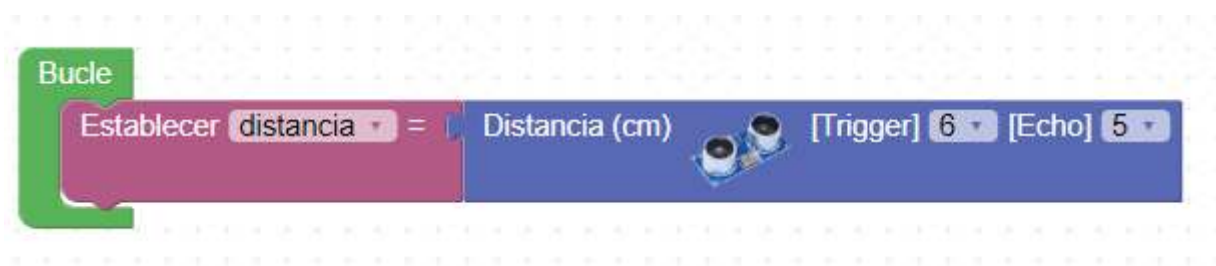 Bucle
Establecer distancia = Distancia (cm) [Trigger] 6 [Echo] 5